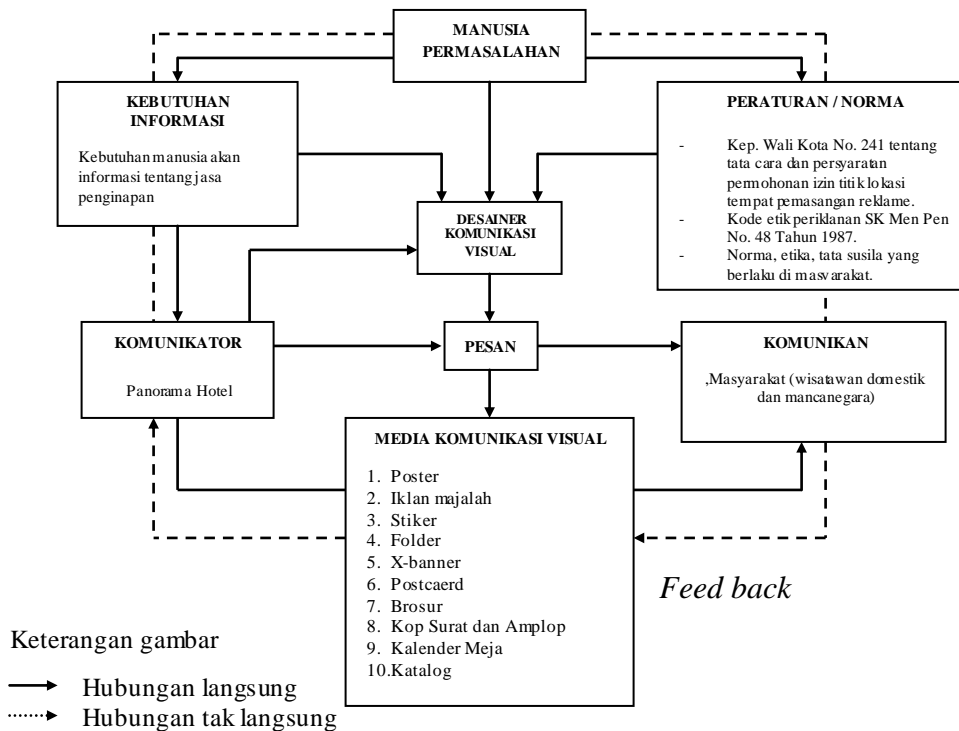 MANUSIA
PERMASALAHAN
KEBUTUHAN
INFORMASI
Kebutuhan manusia akan
informasi tentang jasa
penginapan
PERATURAN / NORMA
- Kep. Wali Kota No. 241 tentang
tata cara dan persyaratan
permohonan izin titik lokasi
tempat pemasangan reklame.
- Kode etik periklanan SK Men Pen
No. 48 Tahun 1987.
- Norma, etika, tata susila yang
berlaku di masyarakat.
DESAINER
KOMUNIKASI
VISUAL
KOMUNIKATOR
Panorama Hotel
PESAN
KOMUNIKAN
,Masyarakat (wisatawan domestik
dan mancanegara)
MEDIA KOMUNIKASI VISUAL
1. Poster
2. Iklan majalah
3. Stiker
4. Folder
5. X-banner
6. Postcaerd
7. Brosur
8. Kop Surat dan Amplop
9. Kalender Meja
10.Katalog
Feed back
Keterangan gambar
Hubungan langsung
Hubungan tak langsung